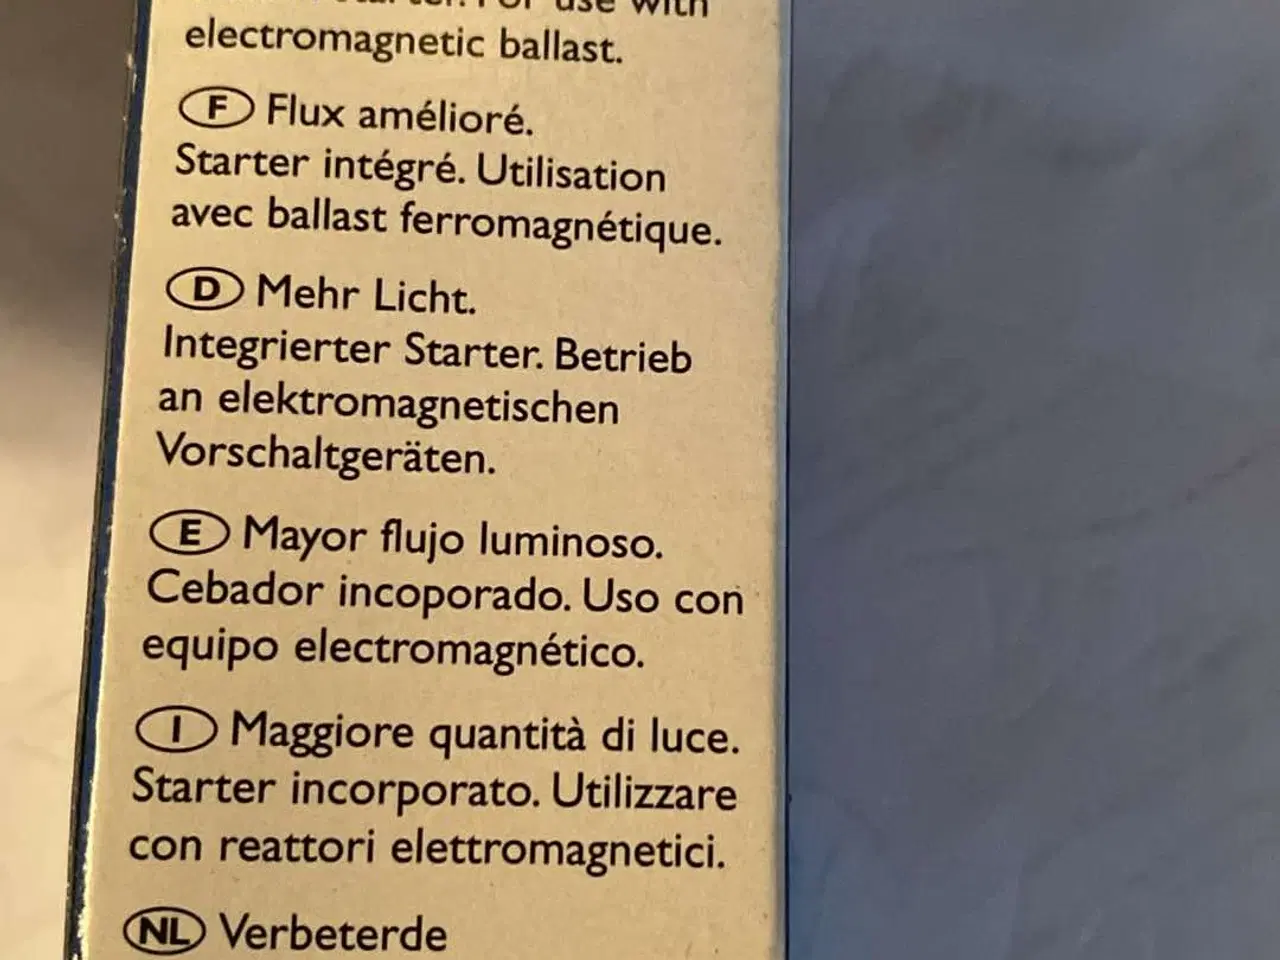 use with
electromagnetic ballast.
F Flux amélioré.
Starter intégré. Utilisation
avec ballast ferromagnétique.
D Mehr Licht.
Integrierter Starter. Betrieb
an elektromagnetischen
Vorschaltgeräten.
E Mayor flujo luminoso.
Cebador incoporado. Uso con
equipo electromagnético.
I Maggiore quantità di luce.
Starter incorporato. Utilizzare
con reattori elettromagnetici.
NL Verbeterde